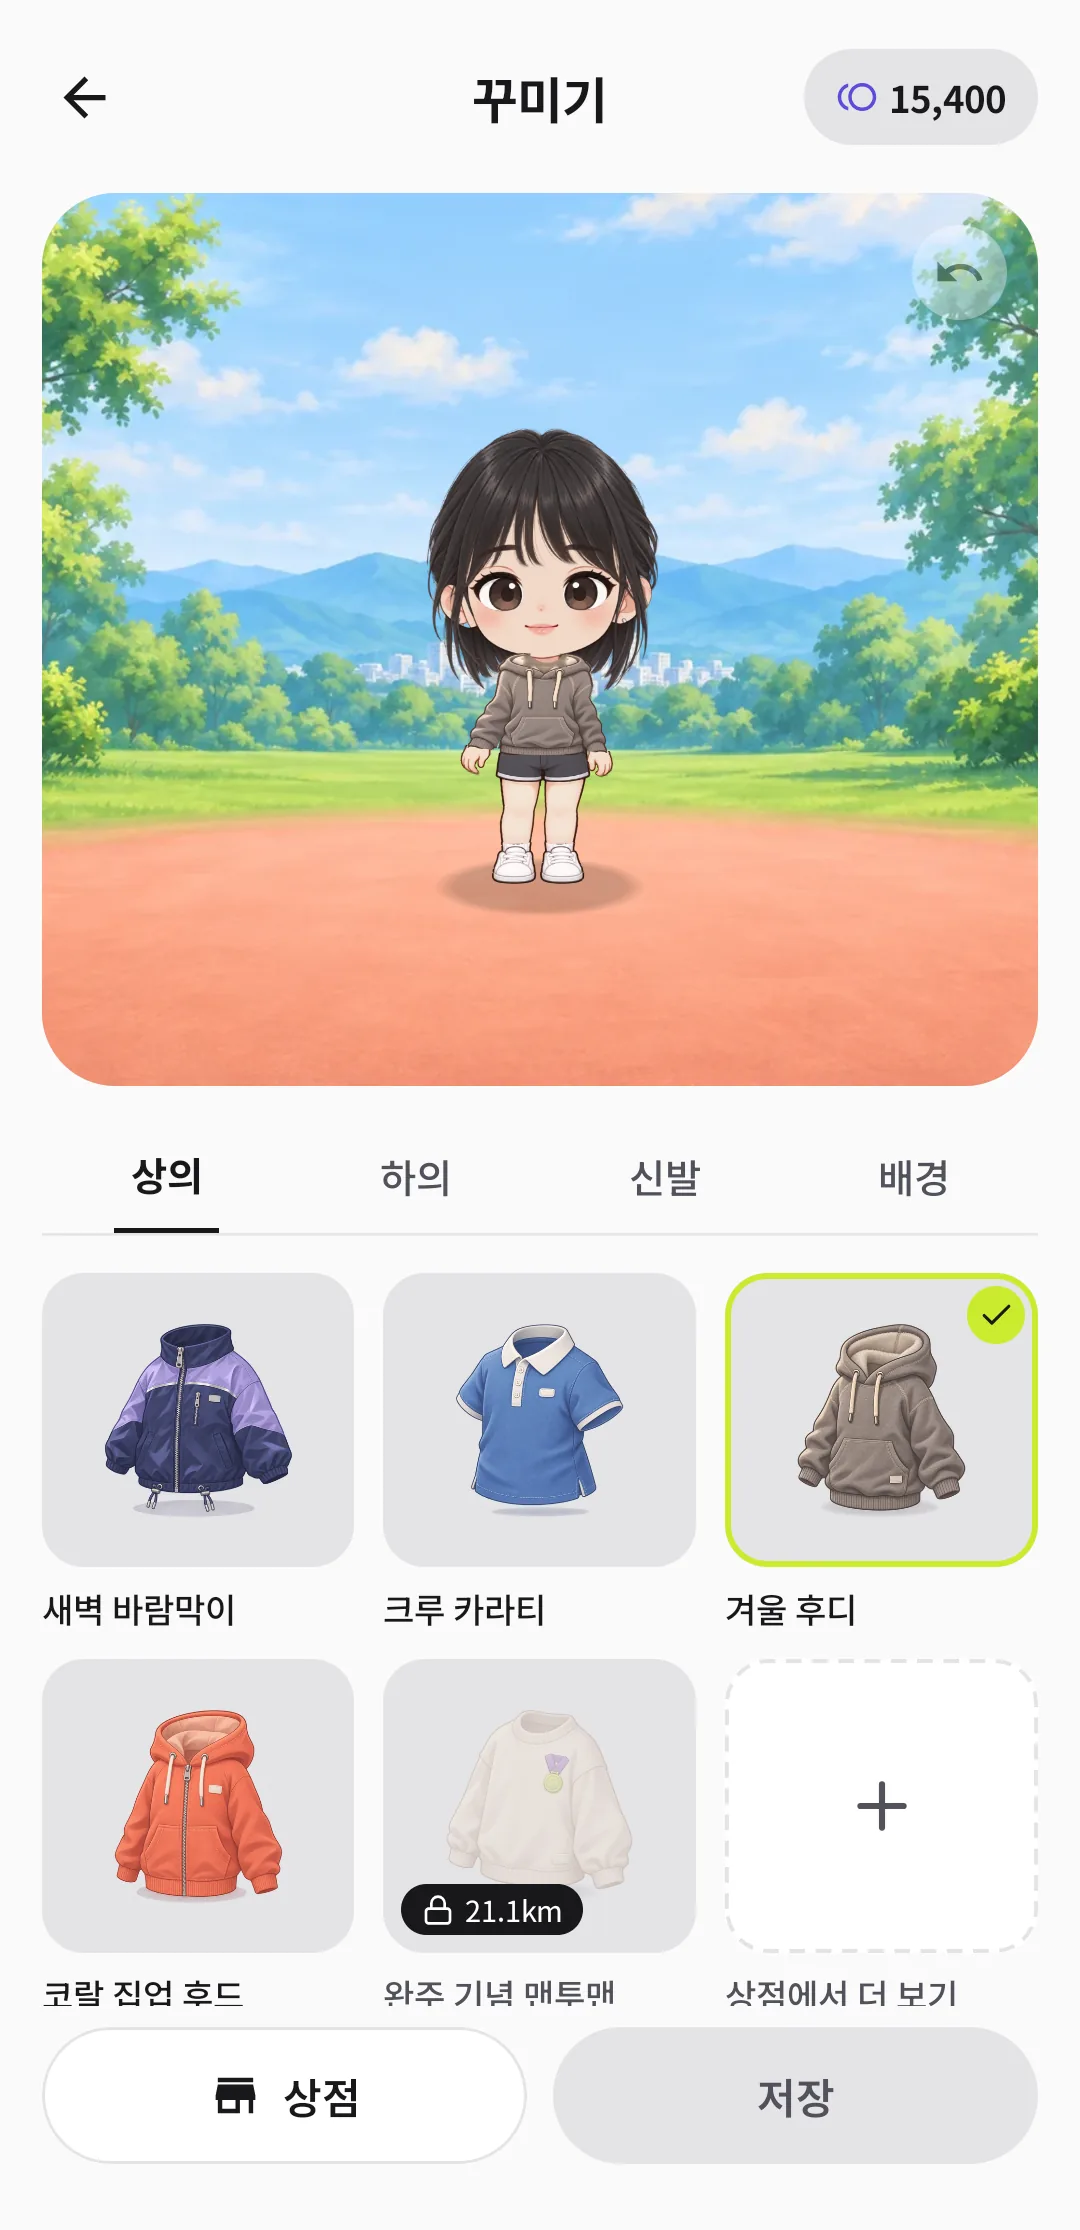 꾸미기
15,400
상의
하의
신발
배경
새벽 바람막이
크루 카라티
겨울 후디
21.1km
코랄 집업 후드
완주 기념 맨투맨
상점에서 더 보기
상점
저장